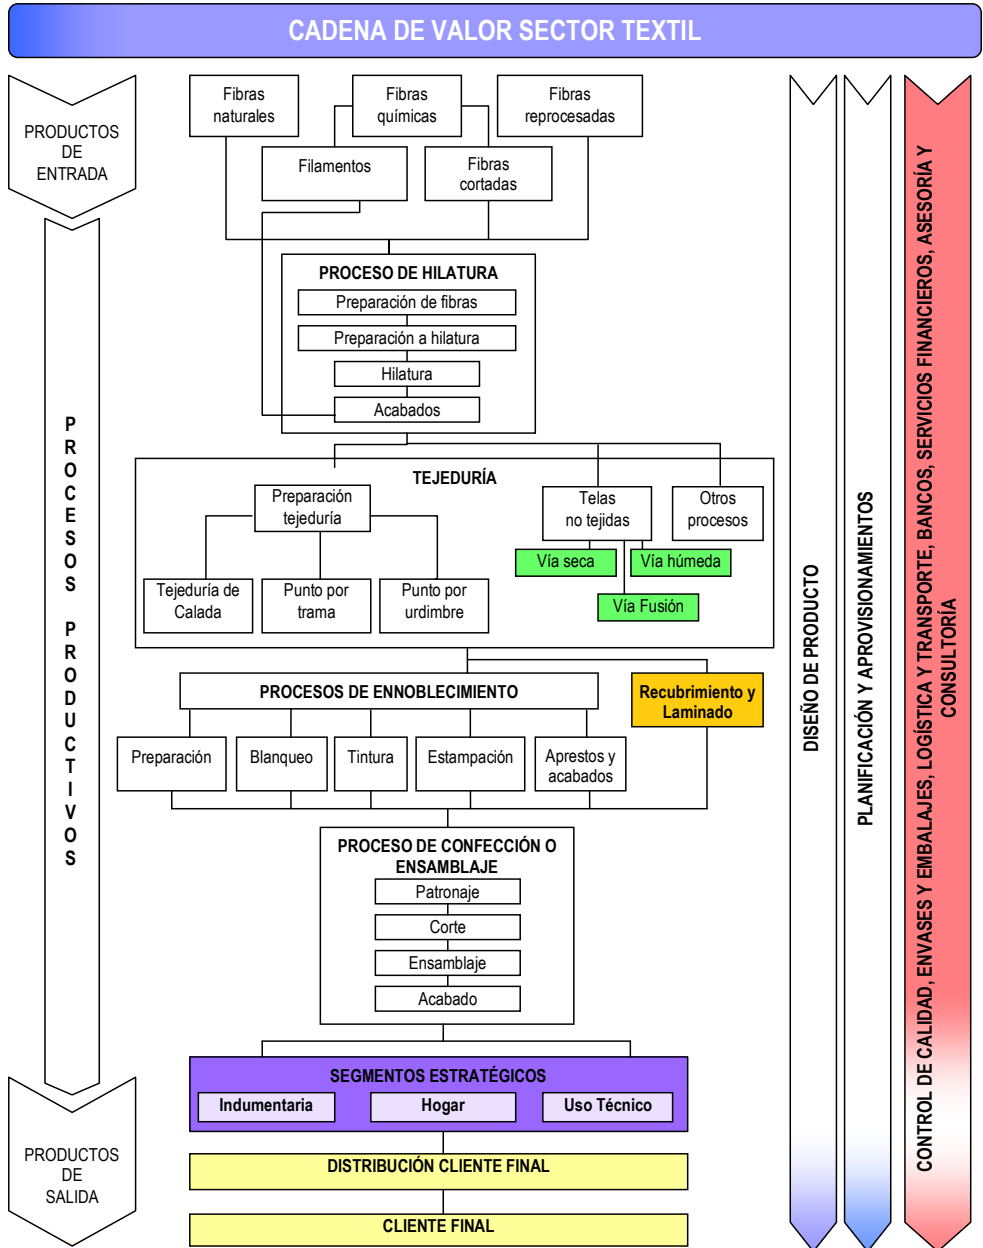 CADENA DE VALOR SECTOR TEXTIL
PRODUCTOS
DE
ENTRADA
Fibras
naturales
Fibras
químicas
Fibras
reprocesadas
Filamentos
Fibras
cortadas
PROCESOS PRODUCTIVOS
PROCESO DE HILATURA
Preparación de fibras
Preparación a hilatura
Hilatura
Acabados
TEJEDURÍA
Preparación
tejeduría
Telas
no tejidas
Otros
procesos
Vía seca
Vía húmeda
Vía Fusión
Tejeduría de
Calada
Punto por
trama
Punto por
urdimbre
PROCESOS DE ENNOBLECIMIENTO
Recubrimiento y
Laminado
Preparación
Blanqueo
Tintura
Estampación
Aprestos y
acabados
PROCESO DE CONFECCIÓN O
ENSAMBLAJE
Patronaje
Corte
Ensamblaje
Acabado
PRODUCTOS
DE
SALIDA
SEGMENTOS ESTRATÉGICOS
Indumentaria
Hogar
Uso Técnico
DISTRIBUCIÓN CLIENTE FINAL
CLIENTE FINAL
DISEÑO DE PRODUCTO
PLANIFICACIÓN Y APROVISIONAMIENTOS
CONTROL DE CALIDAD, ENVASES Y EMBALAJES, LOGÍSTICA Y TRANSPORTE, BANCOS, SERVICIOS FINANCIEROS, ASESORÍA Y
CONSULTORÍA